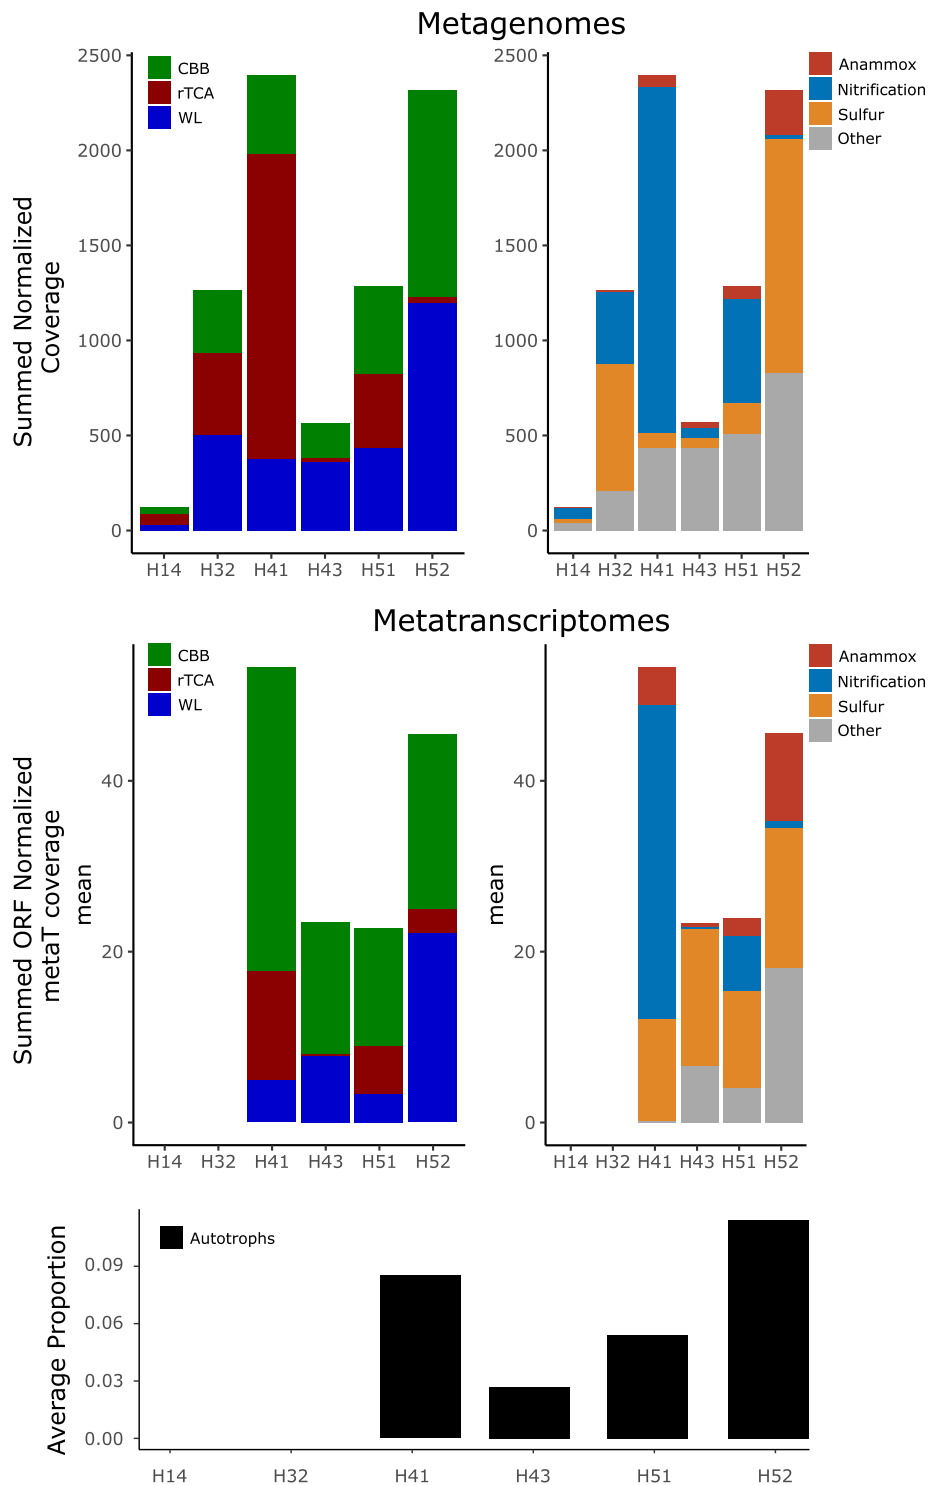 Metagenomes
Summed Normalized
Coverage
2500
2000
1500
1000
500
0
CBB
rTCA
WL
H14 H32 H41 H43 H51 H52
2500
2000
1500
1000
500
0
Anammox
Nitrification
Sulfur
Other
H14 H32 H41 H43 H51 H52
Metatranscriptomes
Summed ORF Normalized
metaT coverage
mean
40
20
0
CBB
rTCA
WL
H14 H32 H41 H43 H51 H52
mean
40
20
0
Anammox
Nitrification
Sulfur
Other
H14 H32 H41 H43 H51 H52
Average Proportion
0.09
0.06
0.03
0.00
Autotrophs
H14 H32 H41 H43 H51 H52